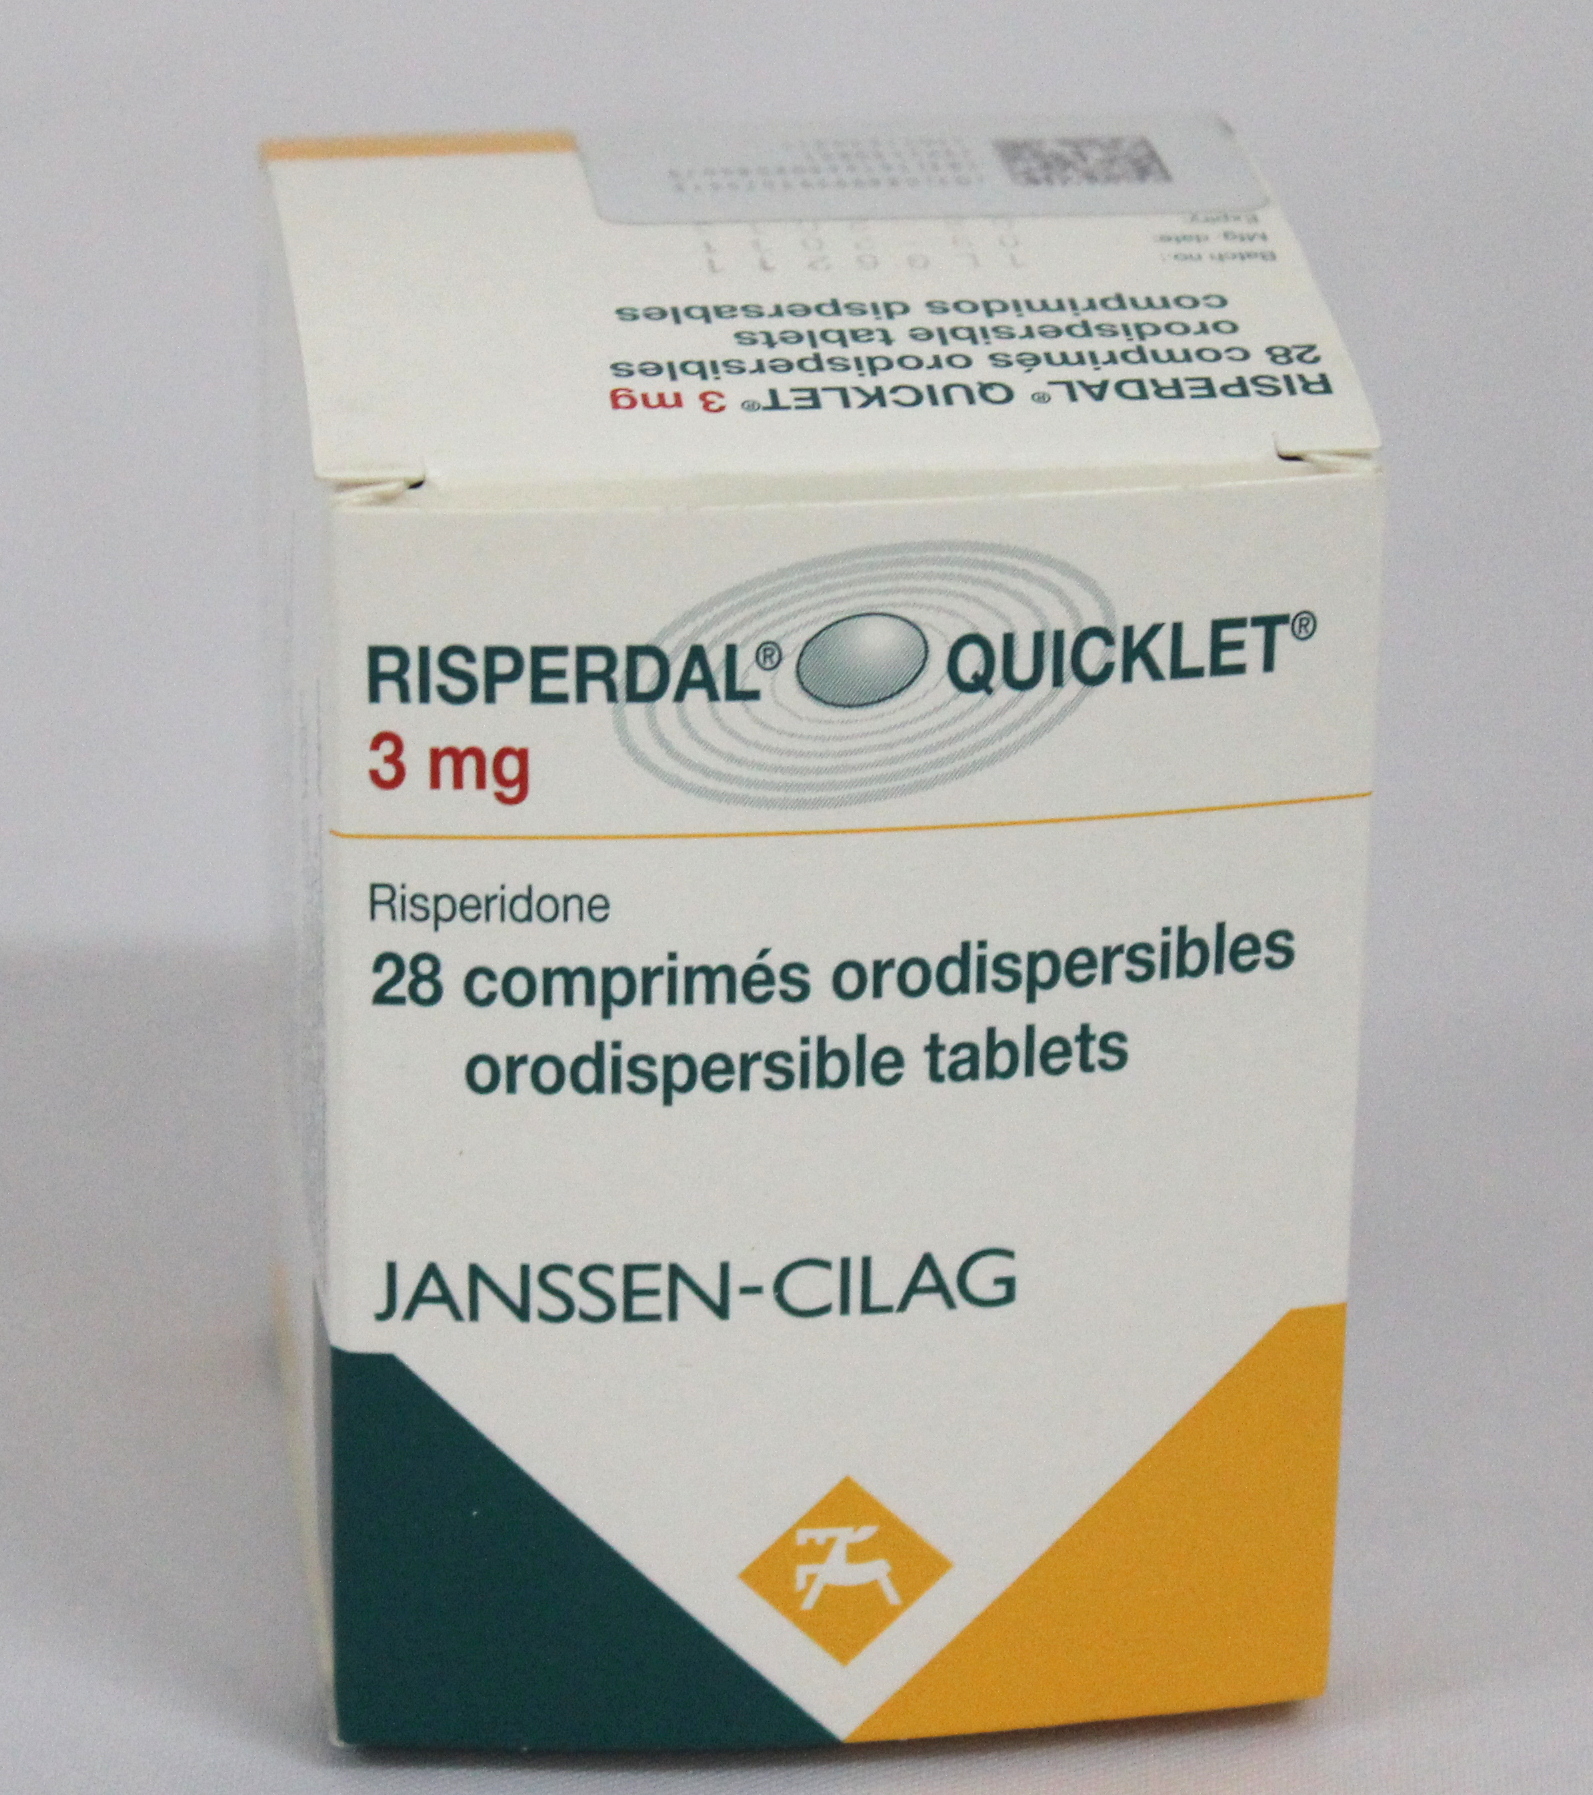 RISPERDAL® QUICKLET® 3 mg
28 comprimés orodispersibles
orodispersible tablets
comprimidos dispersables
Batch no.:
Mfg. date:
Expiry:
RISPERDAL® QUICKLET®
3 mg
Risperidone
28 comprimés orodispersibles
orodispersible tablets
JANSSEN-CILAG